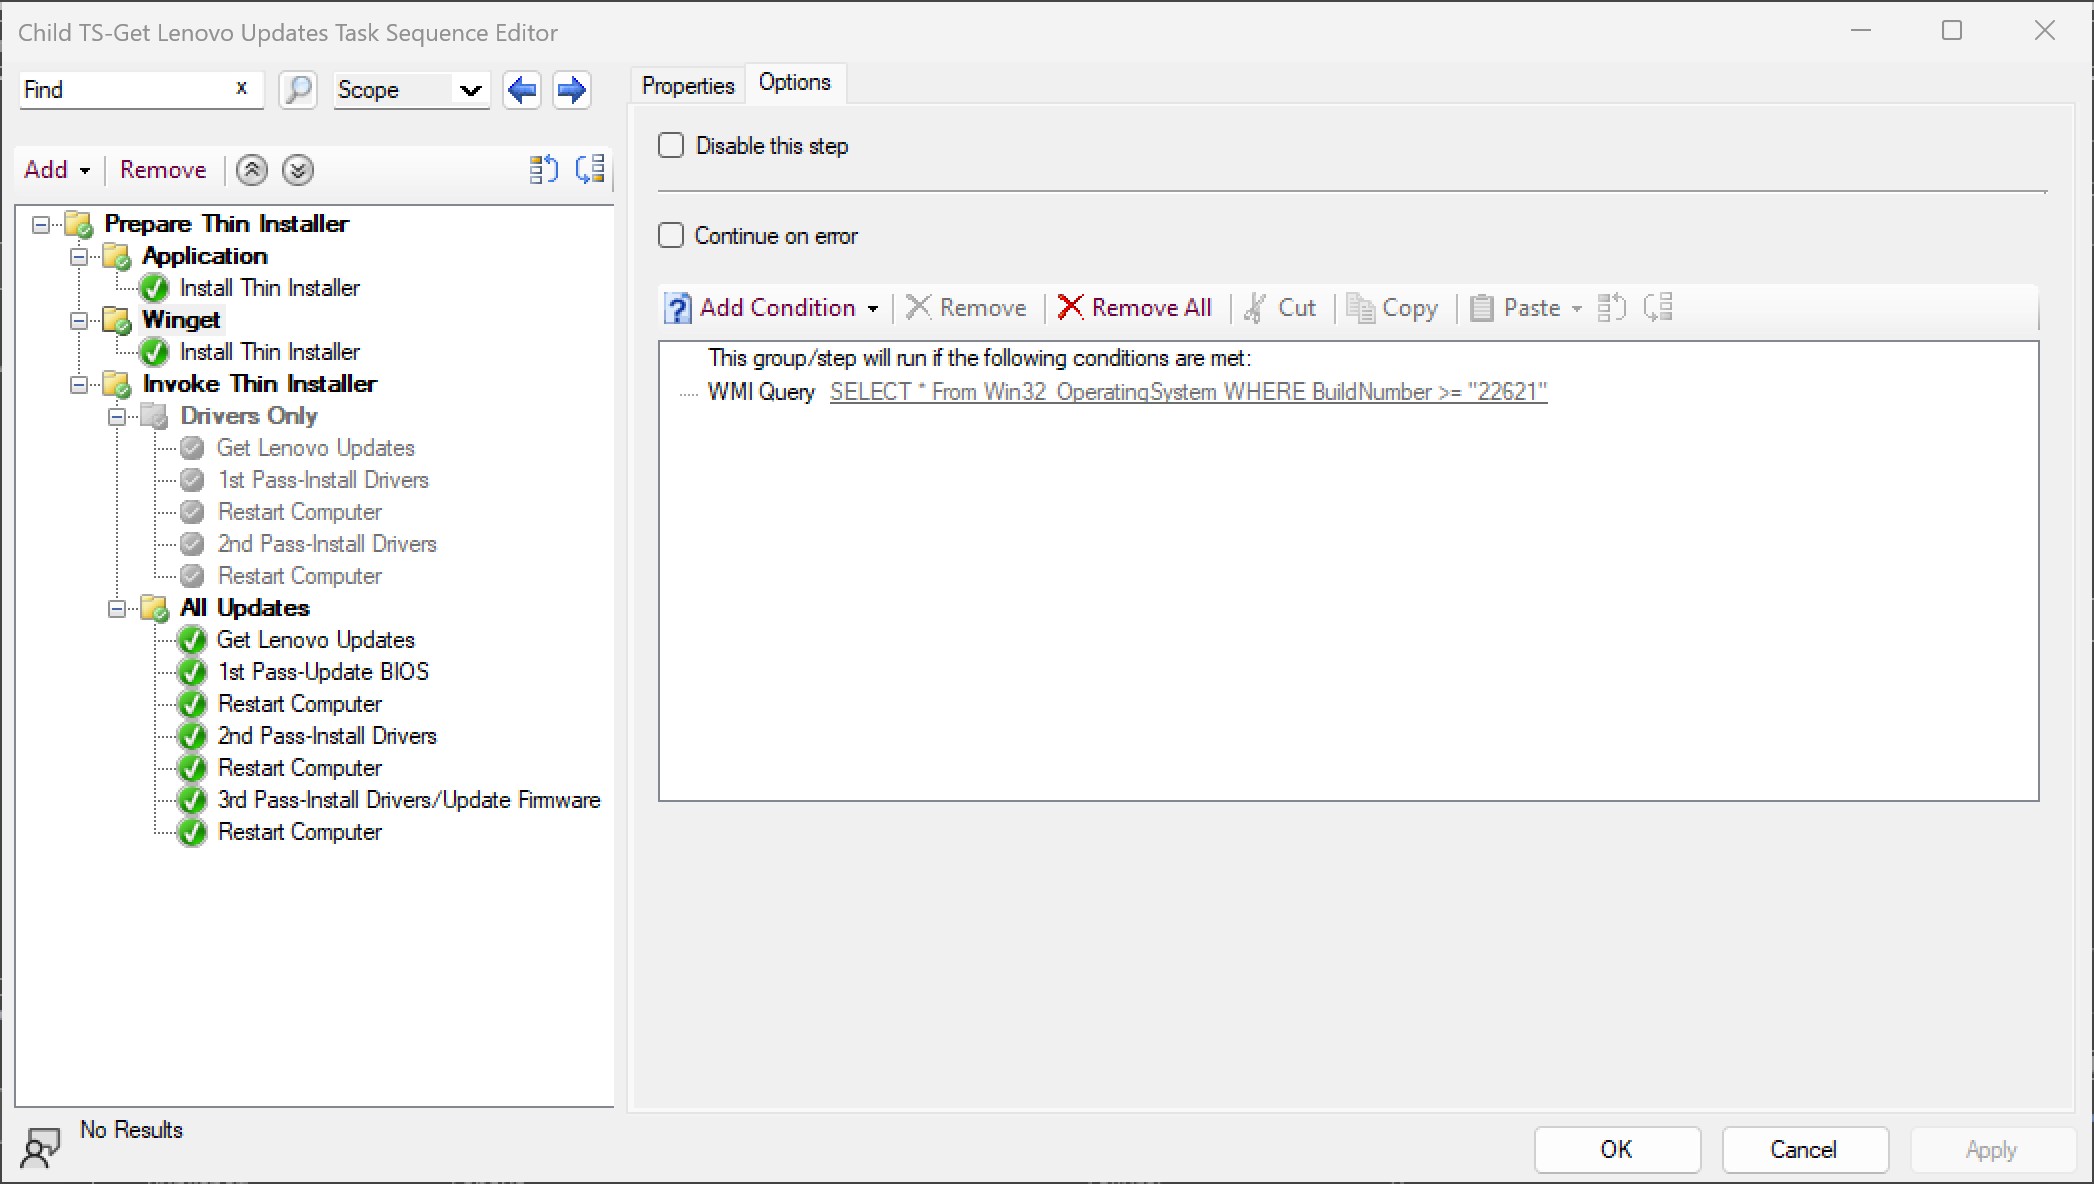 Child TS-Get Lenovo Updates Task Sequence Editor
Find x Scope
Properties Options
Disable this step
Add Remove
Prepare Thin Installer
Application
Install Thin Installer
Winget
Install Thin Installer
Invoke Thin Installer
Drivers Only
Get Lenovo Updates
1st Pass-Install Drivers
Restart Computer
2nd Pass-Install Drivers
Restart Computer
All Updates
Get Lenovo Updates
1st Pass-Update BIOS
Restart Computer
2nd Pass-Install Drivers
Restart Computer
3rd Pass-Install Drivers/Update Firmware
Restart Computer
Continue on error
Add Condition Remove Remove All Cut Copy Paste
This group/step will run if the following conditions are met:
WMI Query SELECT * From Win32_OperatingSystem WHERE BuildNumber >= "22621"
No Results
OK Cancel Apply